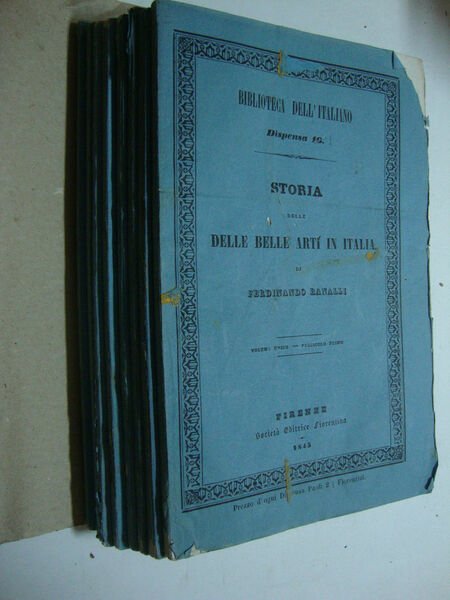 BIBLIOTECA DELL'ITALIANO
Dispensa 16.
STORIA
DELLE
DELLE BELLE ARTI IN ITALIA
DI
FERDINANDO RANALLI
VOLUME UNICO — FASCICOLO PRIMO
FIRENZE
Società Editrice Fiorentina
1845
Prezzo d'ogni Dispensa Paoli 2 Fiorentini.